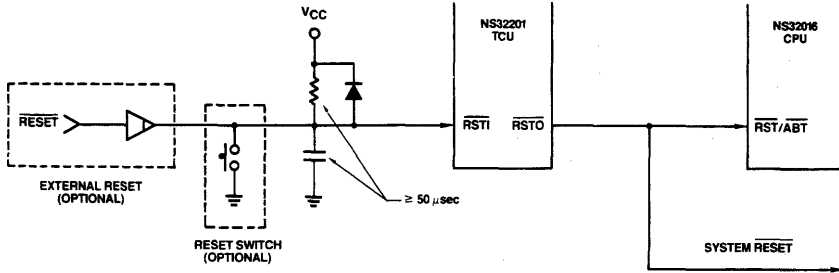 VCC
NS32201
TCU
NS32016
CPU
RESET
RSTI
RSTO
RST/ABT
EXTERNAL RESET
(OPTIONAL)
≥ 50 μsec
RESET SWITCH
(OPTIONAL)
SYSTEM RESET